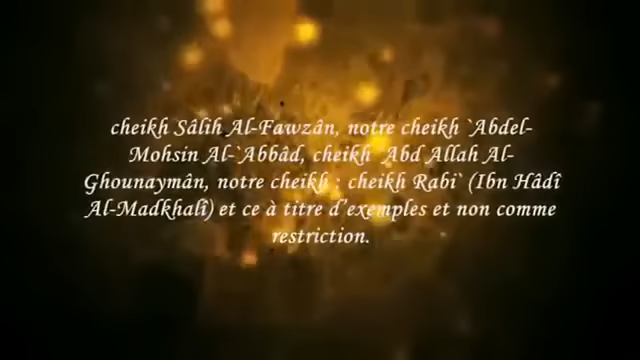 cheikh Sâlih Al-Fawzân, notre cheikh `Abdel-
Mohsin Al-`Abbâd, cheikh `Abd Allah Al-
Ghounaymân, notre cheikh : cheikh Rabi` (Ibn Hâdî
Al-Madkhalî) et ce à titre d'exemples et non comme
restriction.